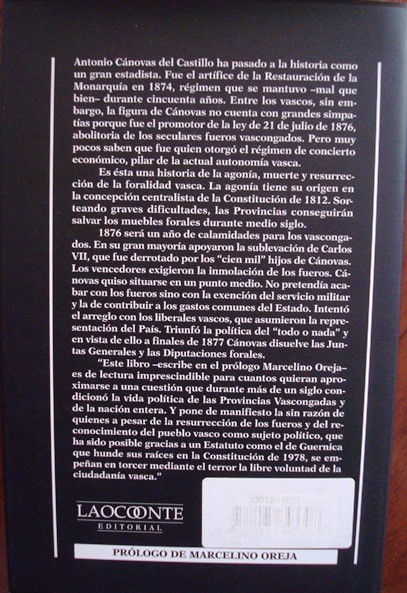 Antonio Cánovas del Castillo ha pasado a la historia como
un gran estadista. Fue el artífice de la Restauración de la
Monarquía en 1874, régimen que se mantuvo –mal que
bien– durante cincuenta años. Entre los vascos, sin em-
bargo, la figura de Cánovas no cuenta con grandes simpa-
tías porque fue el promotor de la ley de 21 de julio de 1876,
abolitoria de los seculares fueros vascongados. Pero muy
pocos saben que fue quien otorgó el régimen de concierto
económico, pilar de la actual autonomía vasca.
Es ésta una historia de la agonía, muerte y resurrec-
ción de la foralidad vasca. La agonía tiene su origen en
la concepción centralista de la Constitución de 1812. Sor-
teando graves dificultades, las Provincias conseguirán
salvar los muebles forales durante medio siglo.
1876 será un año de calamidades para los vasconga-
dos. En su gran mayoría apoyaron la sublevación de Carlos
VII, que fue derrotado por los "cien mil" hijos de Cánovas.
Los vencedores exigieron la inmolación de los fueros. Cá-
novas quiso situarse en un punto medio. No pretendía aca-
bar con los fueros sino con la exención del servicio militar
y la de contribuir a los gastos comunes del Estado. Intentó
el arreglo con los liberales vascos, que asumieron la repre-
sentación del País. Triunfó la política del "todo o nada" y
en vista de ello a finales de 1877 Cánovas disuelve las Jun-
tas Generales y las Diputaciones forales.
"Este libro –escribe en el prólogo Marcelino Oreja–
es de lectura imprescindible para cuantos quieran apro-
ximarse a una cuestión que durante más de un siglo con-
dicionó la vida política de las Provincias Vascongadas y
de la nación entera. Y pone de manifiesto la sin razón de
quienes a pesar de la resurrección de los fueros y del re-
conocimiento del pueblo vasco como sujeto político, que
ha sido posible gracias a un Estatuto como el de Guernica
que hunde sus raíces en la Constitución de 1978, se em-
peñan en torcer mediante el terror la libre voluntad de la
ciudadanía vasca."
LAOCOONTE
EDITORIAL
PRÓLOGO DE MARCELINO OREJA